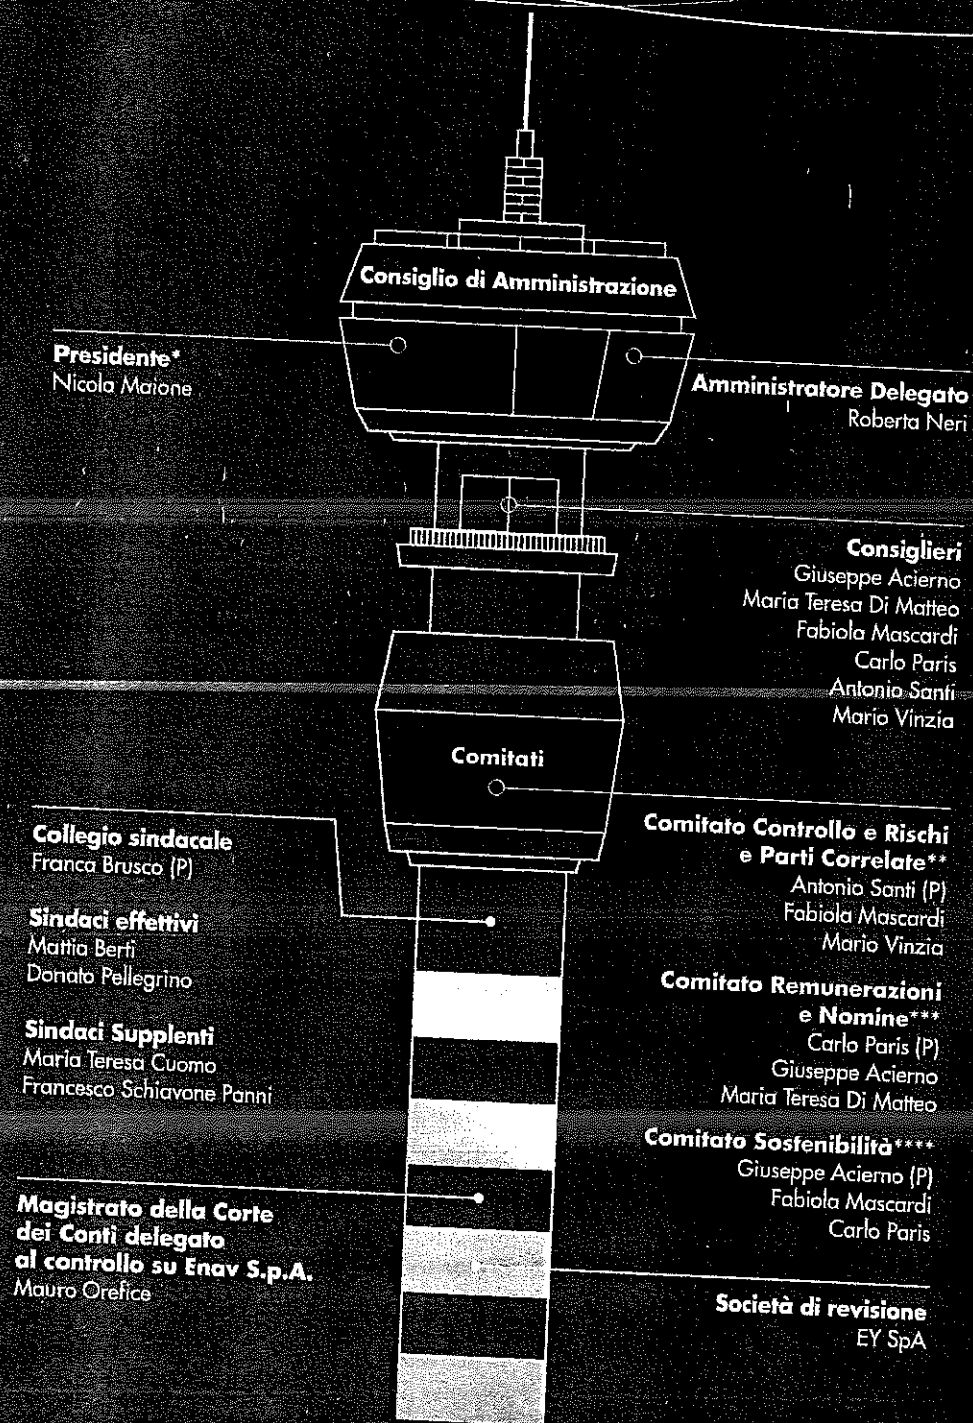 Consiglio di Amministrazione
Presidente*
Nicola Maione
Amministratore Delegato
Roberta Neri
Consiglieri
Giuseppe Acierno
Maria Teresa Di Matteo
Fabiola Mascardi
Carlo Paris
Antonio Santi
Mario Vinzia
Comitati
Collegio sindacale
Franca Brusco (P)
Sindaci effettivi
Mattia Berti
Donato Pellegrino
Sindaci Supplenti
Maria Teresa Cuomo
Francesco Schiavone Panni
Comitato Controllo e Rischi
e Parti Correlate**
Antonio Santi (P)
Fabiola Mascardi
Mario Vinzia
Comitato Remunerazioni
e Nomine***
Carlo Paris (P)
Giuseppe Acierno
Maria Teresa Di Matteo
Comitato Sostenibilità****
Giuseppe Acierno (P)
Fabiola Mascardi
Carlo Paris
Magistrato della Corte
dei Conti delegato
al controllo su Enav S.p.A.
Mauro Orefice
Società di revisione
EY SpA